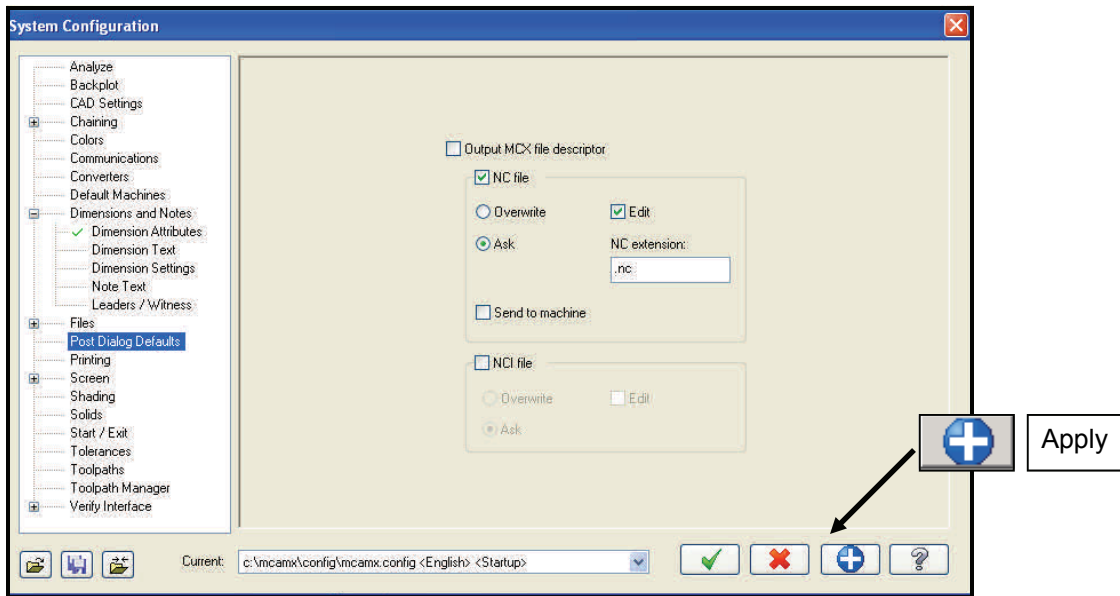 System Configuration
Analyze
Backplot
CAD Settings
Chaining
Colors
Communications
Converters
Default Machines
Dimensions and Notes
Dimension Attributes
Dimension Text
Dimension Settings
Note Text
Leaders / Witness
Files
Post Dialog Defaults
Printing
Screen
Shading
Solids
Start / Exit
Tolerances
Toolpaths
Toolpath Manager
Verify Interface
Output MCX file descriptor
NC file
Overwrite
Edit
Ask
NC extension:
.nc
Send to machine
NCI file
Overwrite
Edit
Ask
Apply
Current:
c:\mcamx\config\mcamx.config <English> <Startup>
?